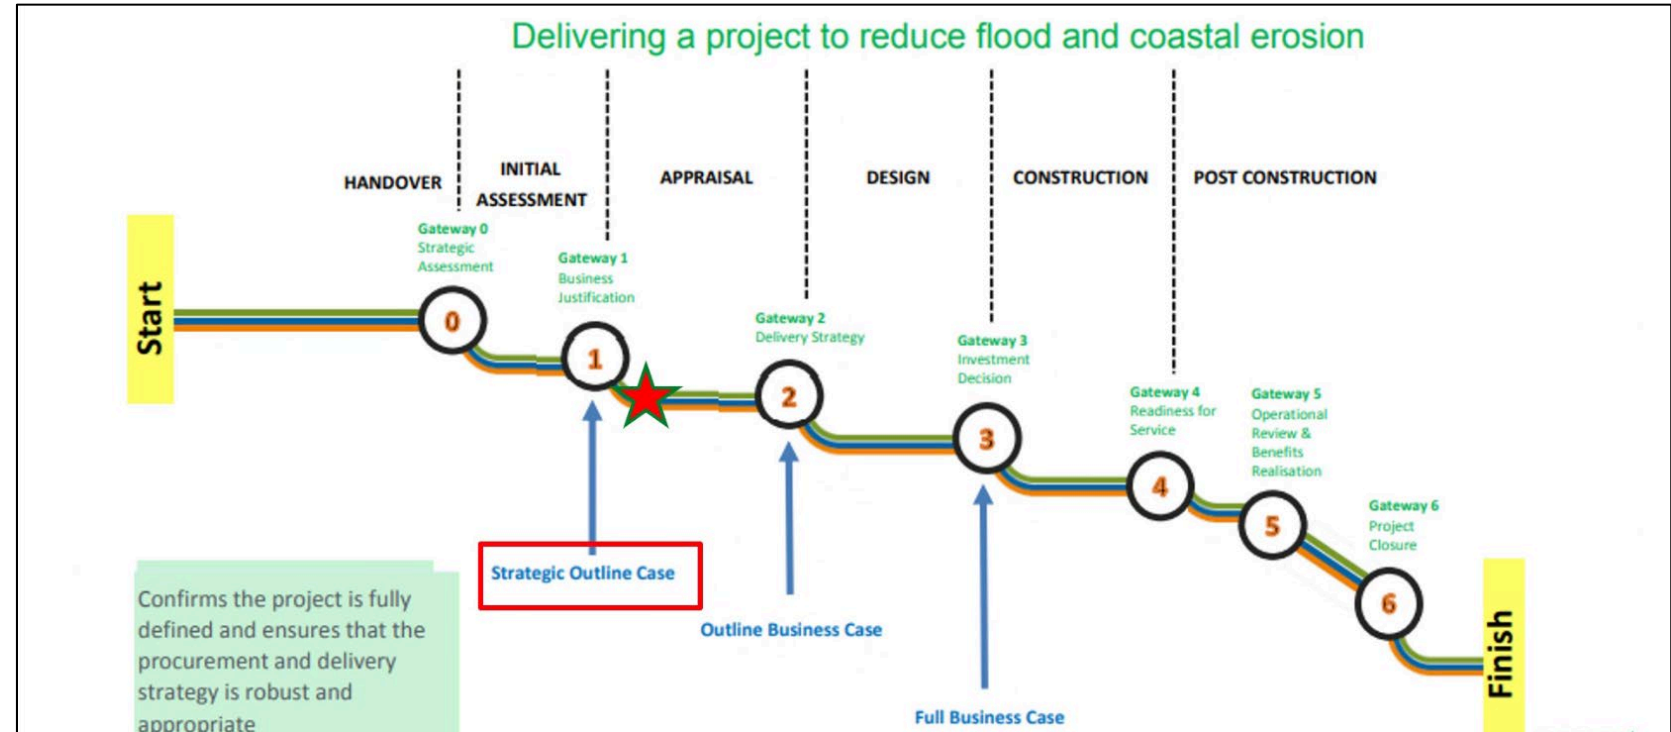 Delivering a project to reduce flood and coastal erosion
HANDOVER
INITIAL
ASSESSMENT
APPRAISAL
DESIGN
CONSTRUCTION
POST CONSTRUCTION
Gateway 0
Strategic
Assessment
Gateway 1
Business
Justification
Gateway 2
Delivery Strategy
Gateway 3
Investment
Decision
Gateway 4
Readiness for
Service
Gateway 5
Operational
Review &
Benefits
Realisation
Gateway 6
Project
Closure
Start
0
1
2
3
4
5
6
Finish
Strategic Outline Case
Outline Business Case
Full Business Case
Confirms the project is fully
defined and ensures that the
procurement and delivery
strategy is robust and
appropriate